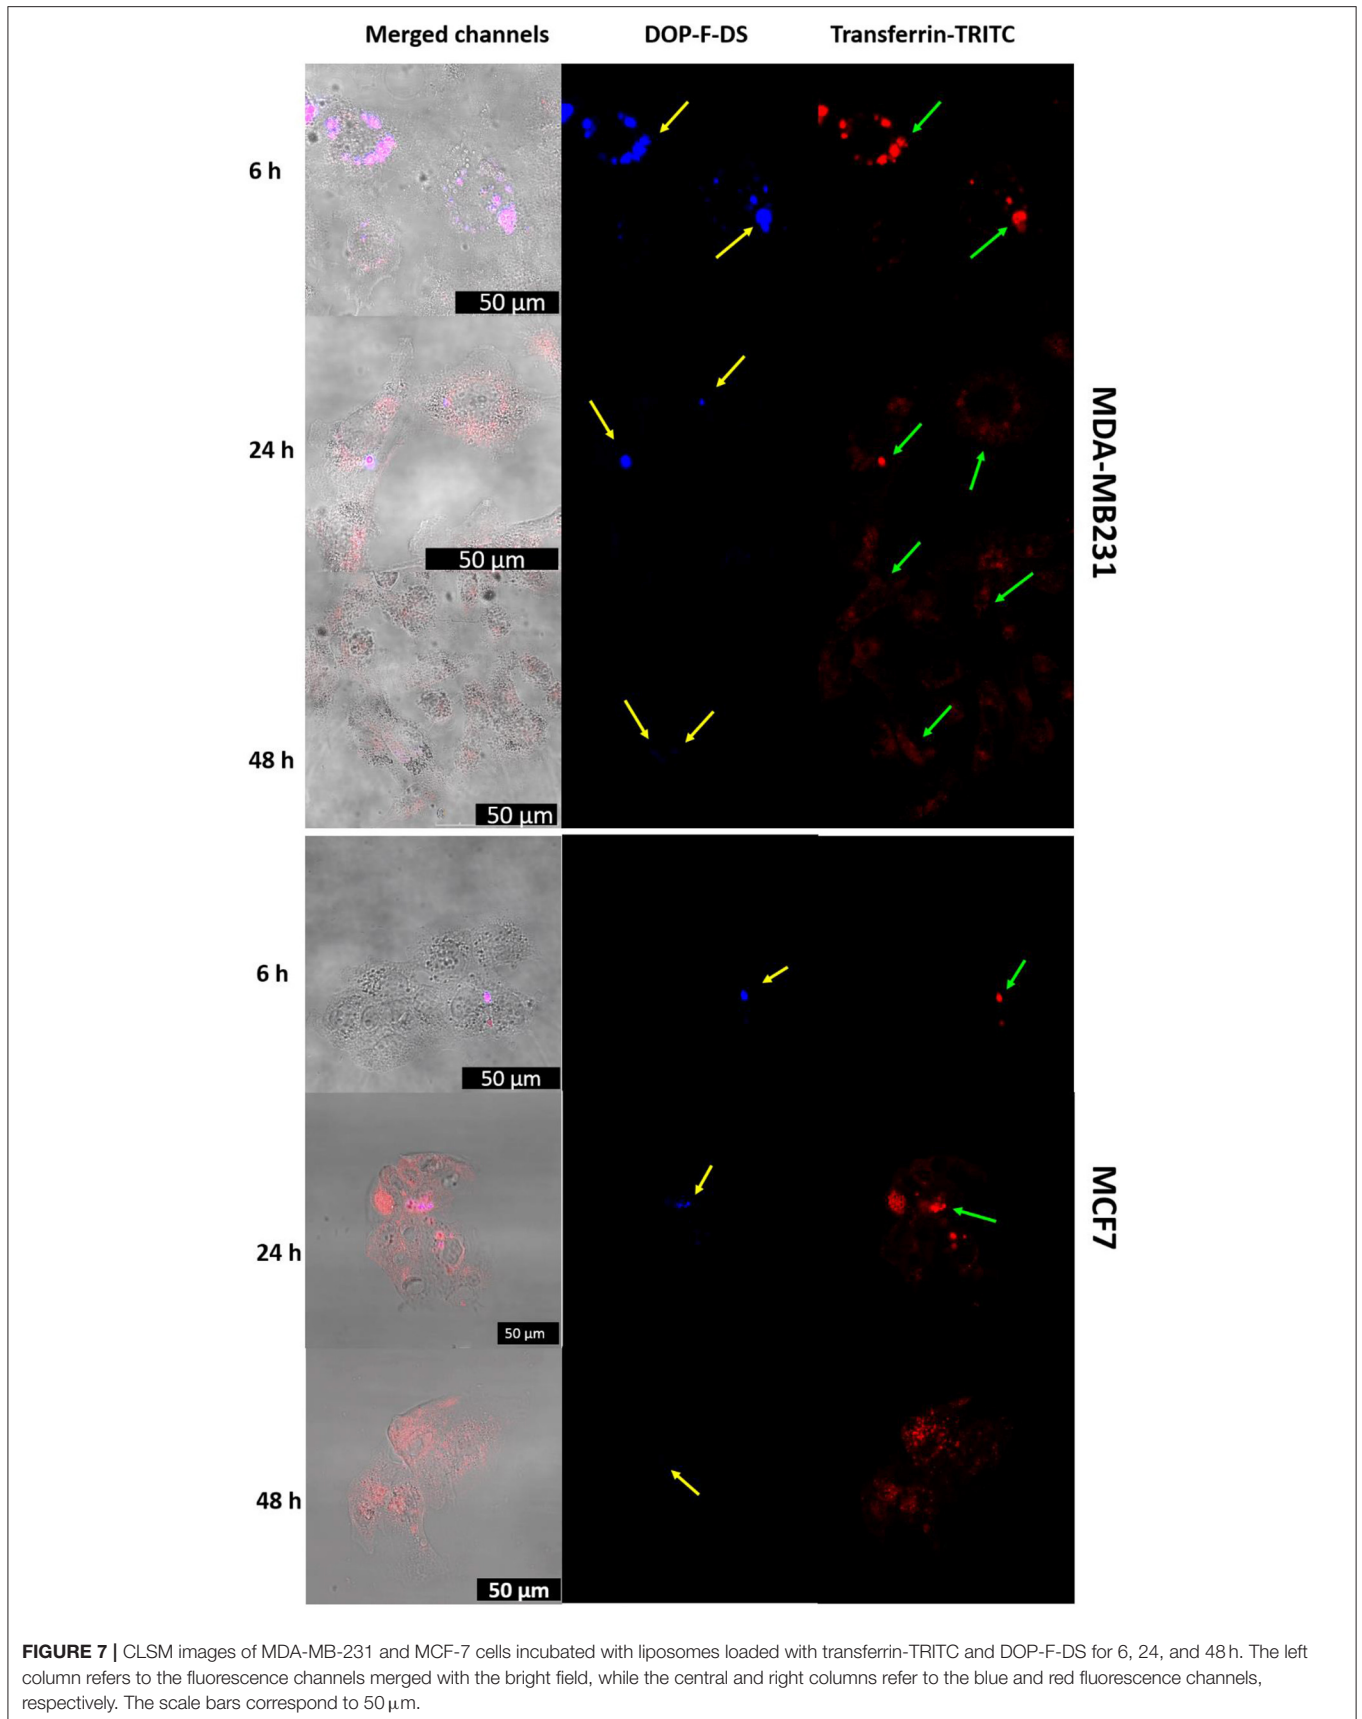 Merged channels DOP-F-DS Transferrin-TRITC
6 h
50 μm
24 h
50 μm
MDA-MB231
48 h
50 μm
6 h
50 μm
MCF7
24 h
50 μm
48 h
50 μm
FIGURE 7 | CLSM images of MDA-MB-231 and MCF-7 cells incubated with liposomes loaded with transferrin-TRITC and DOP-F-DS for 6, 24, and 48 h. The left
column refers to the fluorescence channels merged with the bright field, while the central and right columns refer to the blue and red fluorescence channels,
respectively. The scale bars correspond to 50 μm.